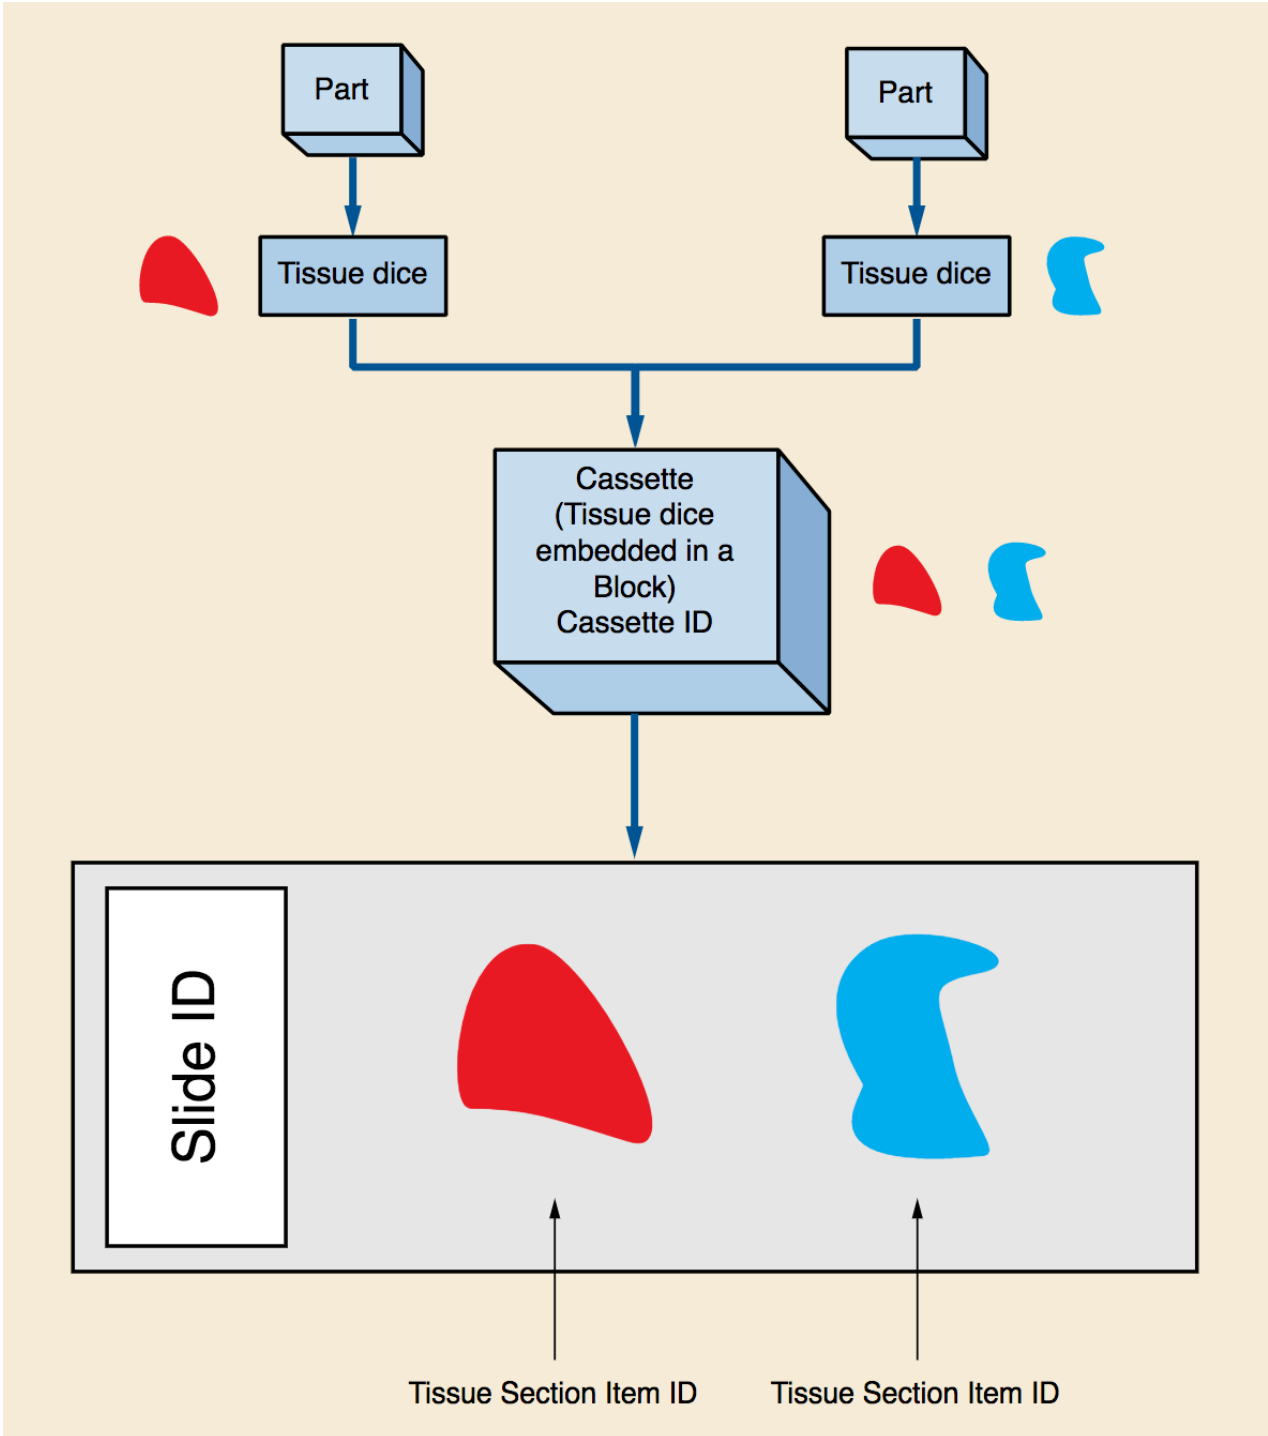 Part
Part
Tissue dice
Tissue dice
Cassette
(Tissue dice
embedded in a
Block)
Cassette ID
Slide ID
Tissue Section Item ID
Tissue Section Item ID